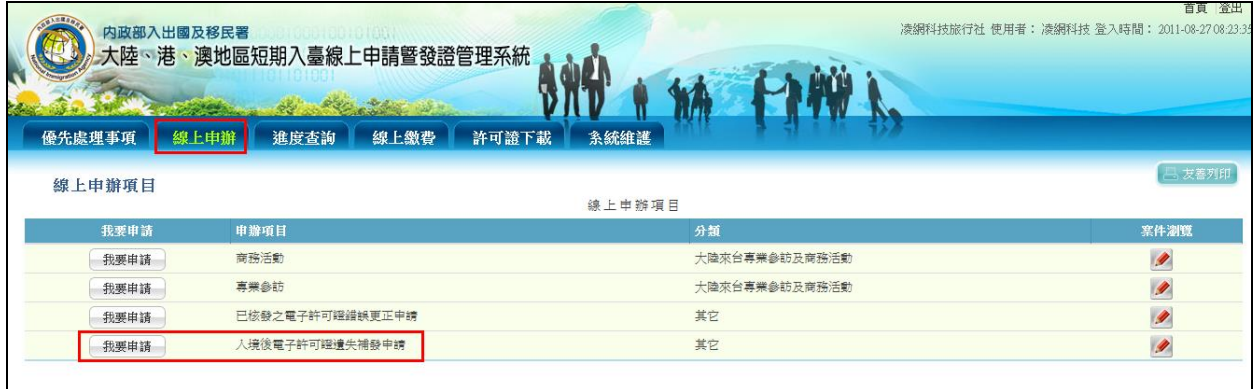 首頁 登出
內政部入出國及移民署
凌網科技旅行社 使用者： 凌網科技 登入時間： 2011-08-27 08:23:35
大陸、港、澳地區短期入臺線上申請暨發證管理系統
優先處理事項 線上申辦 進度查詢 線上繳費 許可證下載 系統維護
友善列印
線上申辦項目
線上申辦項目
我要申請 申辦項目 分類 案件瀏覽
我要申請 商務活動 大陸來台專業參訪及商務活動
我要申請 專業參訪 大陸來台專業參訪及商務活動
我要申請 已核發之電子許可證錯誤更正申請 其它
我要申請 入境後電子許可證遺失補發申請 其它